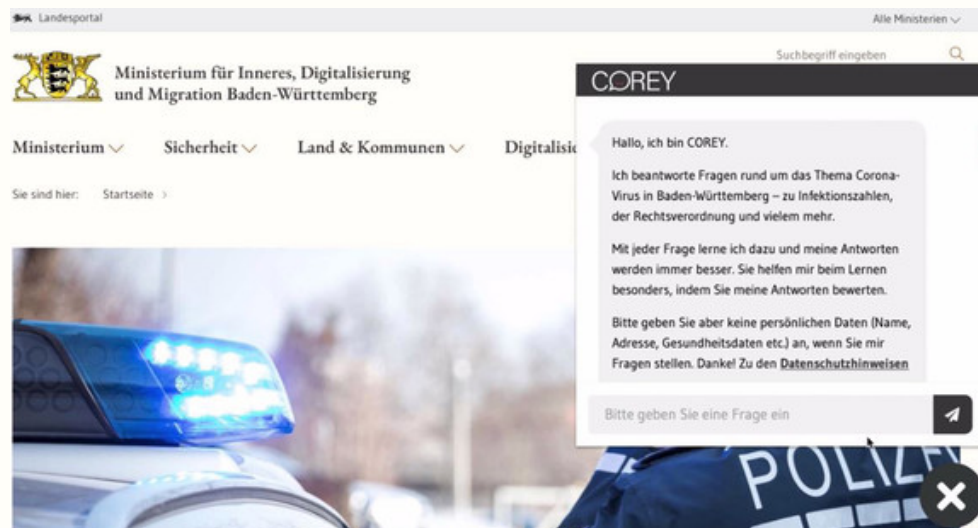 Landesportal
Alle Ministerien
Suchbegriff eingeben
Ministerium für Inneres, Digitalisierung
und Migration Baden-Württemberg
Ministerium
Sicherheit
Land & Kommunen
Digitalisie
Sie sind hier: Startseite >
COREY
Hallo, ich bin COREY.
Ich beantworte Fragen rund um das Thema Corona-
Virus in Baden-Württemberg – zu Infektionszahlen,
der Rechtsverordnung und vielem mehr.
Mit jeder Frage lerne ich dazu und meine Antworten
werden immer besser. Sie helfen mir beim Lernen
besonders, indem Sie meine Antworten bewerten.
Bitte geben Sie aber keine persönlichen Daten (Name,
Adresse, Gesundheitsdaten etc.) an, wenn Sie mir
Fragen stellen. Danke! Zu den Datenschutzhinweisen
Bitte geben Sie eine Frage ein
POLIZEI